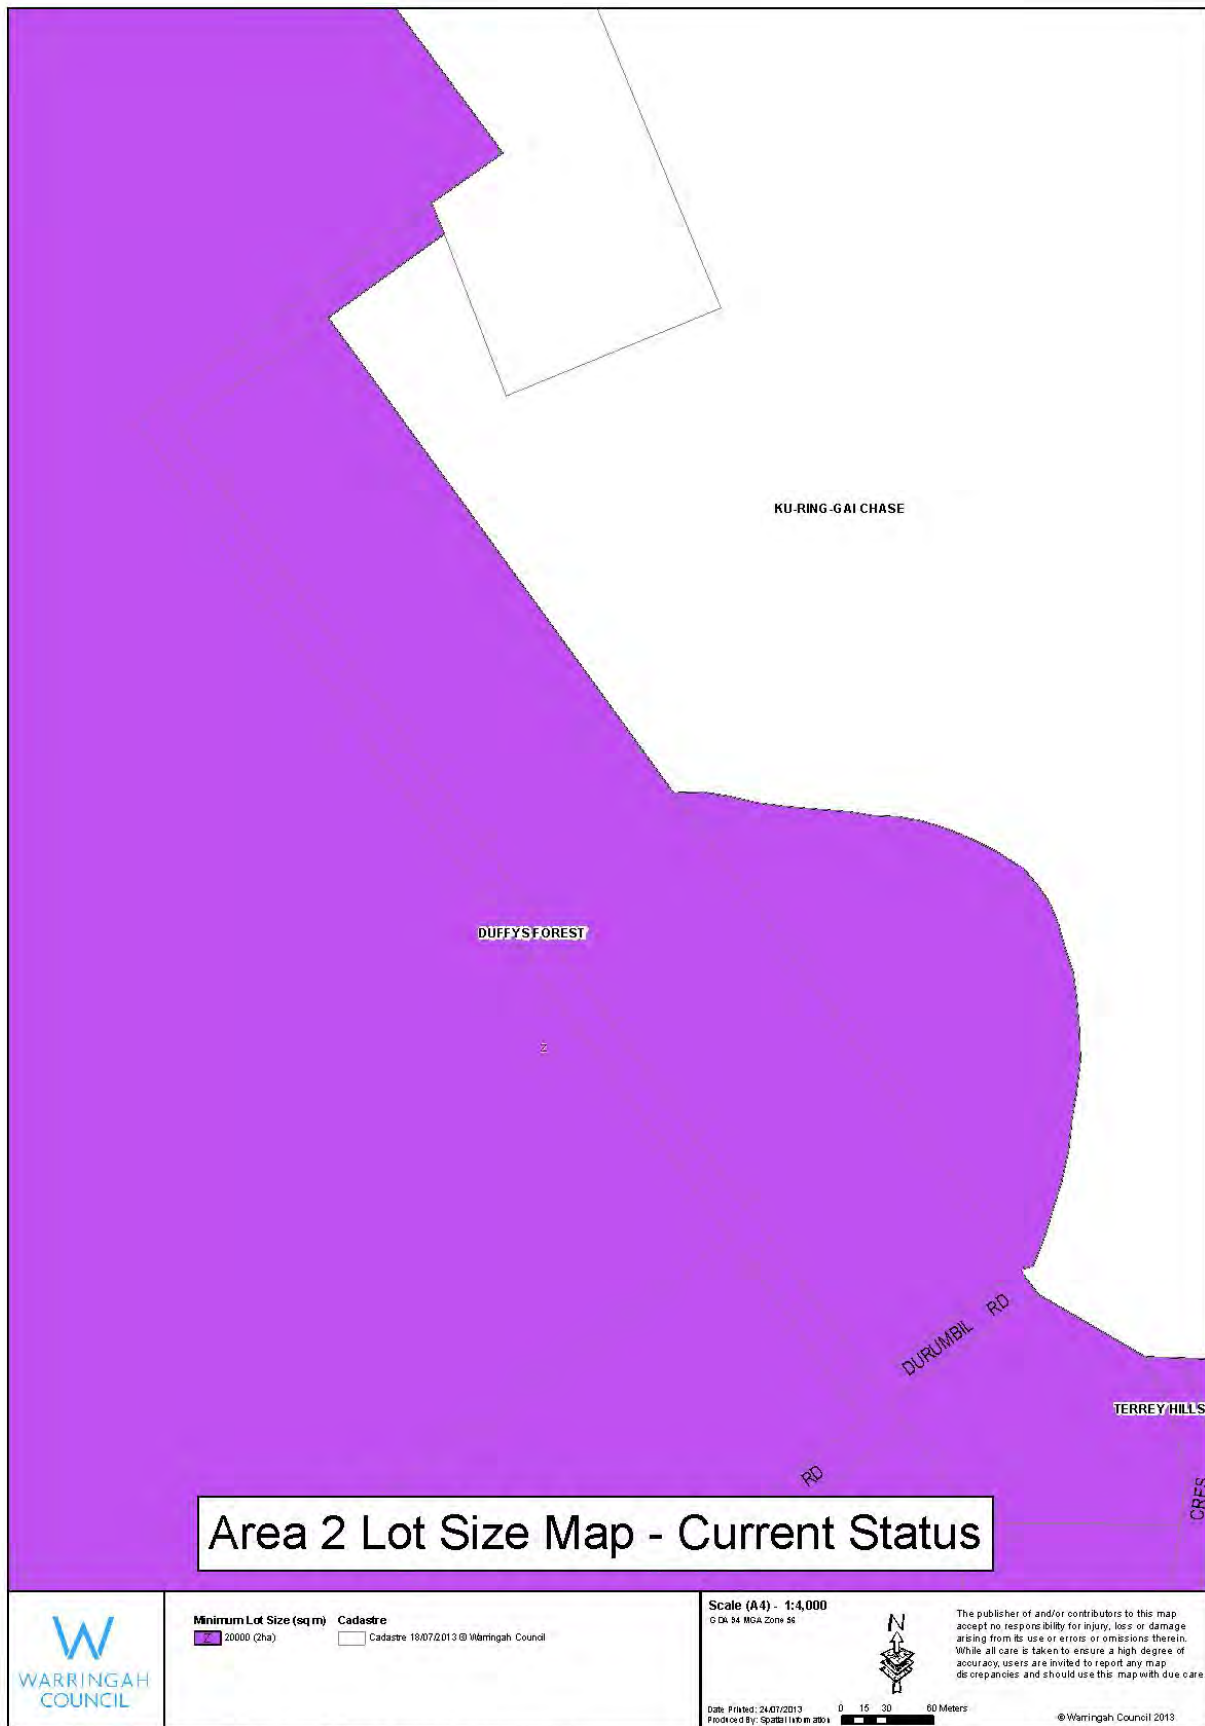 KU-RING-GAI CHASE
DUFFYS FOREST
Z
DURUMBIL RD
TERREY HILLS
RD
CRES
Area 2 Lot Size Map - Current Status
WARRINGAH
COUNCIL
Minimum Lot Size (sq m)
Z 20000 (2ha)
Cadastre
Cadastre 18/07/2013 © Warringah Council
Scale (A4) - 1:4,000
GDA 94 MGA Zone 56
N
Date Printed: 24/07/2013
Produced By: Spatial Information
0 15 30 60 Meters
The publisher of and/or contributors to this map
accept no responsibility for injury, loss or damage
arising from its use or errors or omissions therein.
While all care is taken to ensure a high degree of
accuracy, users are invited to report any map
discrepancies and should use this map with due care
© Warringah Council 2013